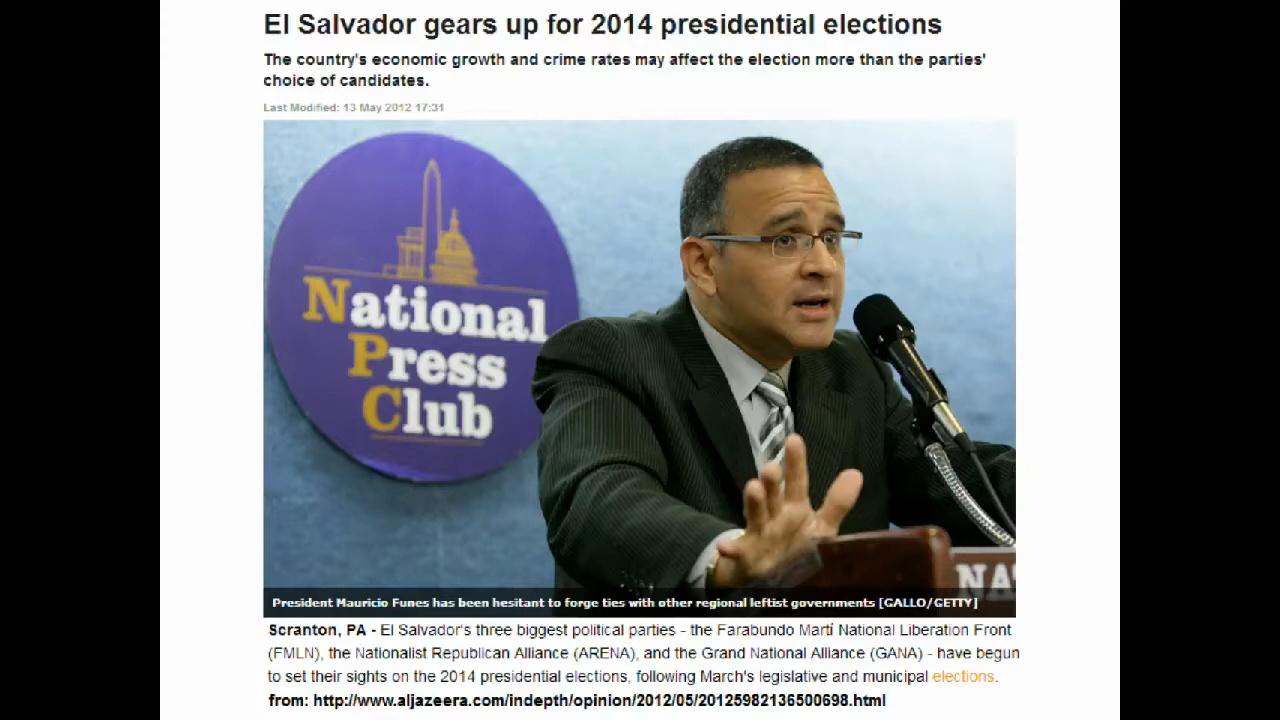 El Salvador gears up for 2014 presidential elections
The country's economic growth and crime rates may affect the election more than the parties'
choice of candidates.
Last Modified: 13 May 2012 17:31
National
Press
Club
NA
President Mauricio Funes has been hesitant to forge ties with other regional leftist governments [GALLO/GETTY]
Scranton, PA - El Salvador's three biggest political parties - the Farabundo Martí National Liberation Front
(FMLN), the Nationalist Republican Alliance (ARENA), and the Grand National Alliance (GANA) - have begun
to set their sights on the 2014 presidential elections, following March's legislative and municipal elections.
from: http://www.aljazeera.com/indepth/opinion/2012/05/20125982136500698.html